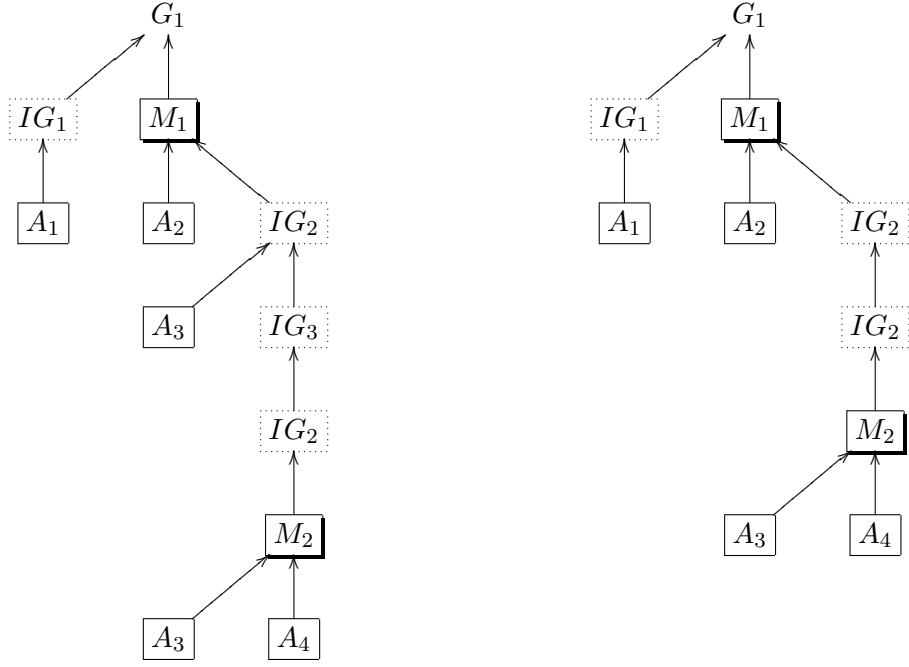 G₁ G₁
IG₁ M₁ IG₁ M₁
A₁ A₂ IG₂ A₁ A₂ IG₂
A₃ IG₃ IG₂
IG₂ M₂
M₂ A₃ A₄
A₃ A₄